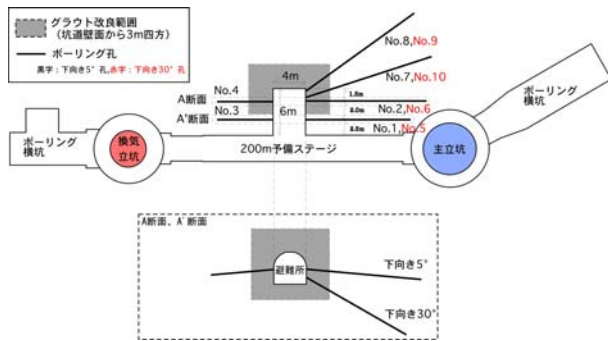 グラウト改良範囲
(坑道壁面から3m四方)
ボーリング孔
黒字:下向き5° 孔,赤字:下向き30° 孔
No.8,No.9
4m
No.7,No.10
No.4
A断面
No.3
A'断面
6m
1.0m
No.2,No.6
No.1,No.5
ボーリング
横坑
ボーリング
横坑
換気
立坑
200m予備ステージ
主立坑
A断面、A'断面
避難所
下向き5°
下向き30°